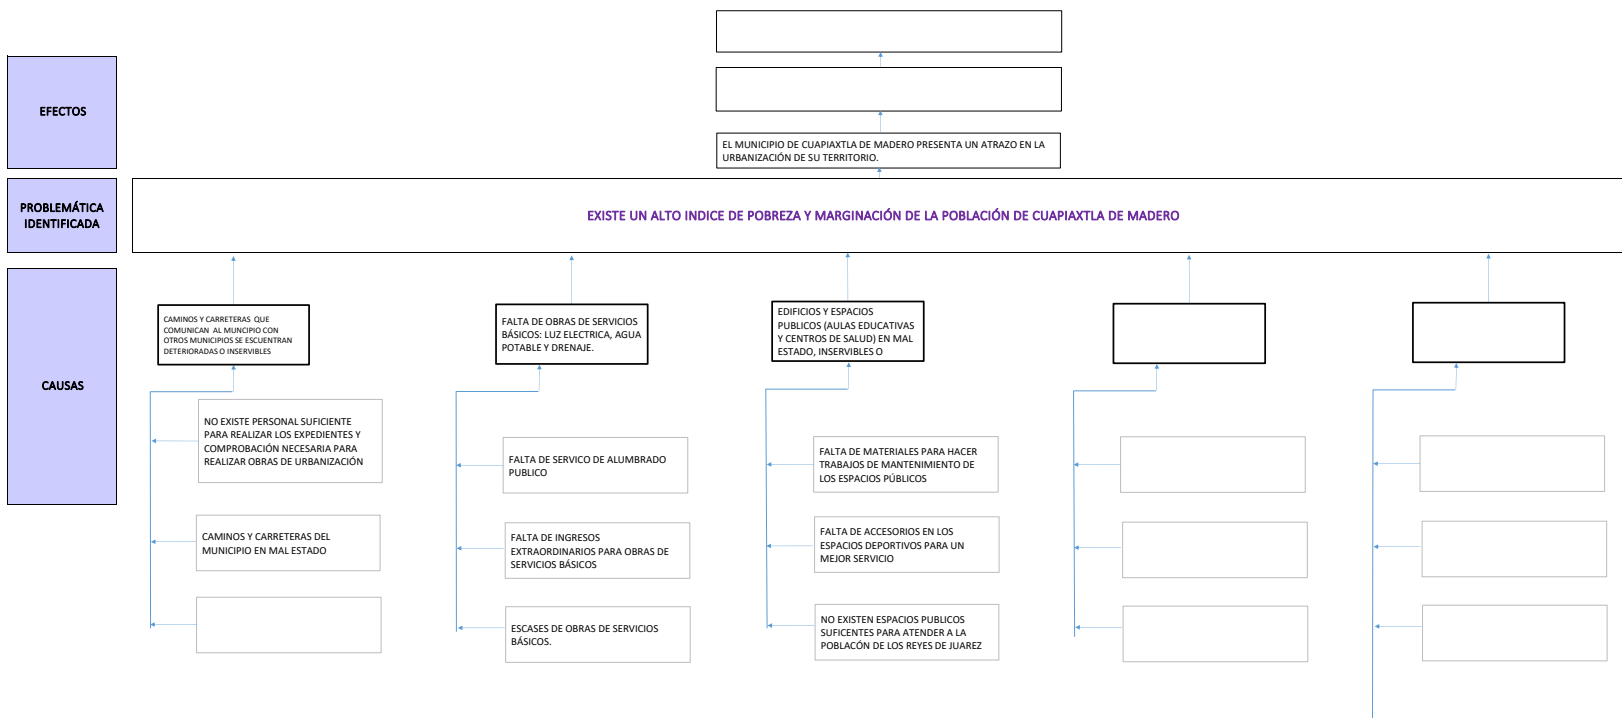 EFECTOS
EL MUNICIPIO DE CUAPIAXTLA DE MADERO PRESENTA UN ATRAZO EN LA
URBANIZACIÓN DE SU TERRITORIO.
PROBLEMÁTICA
IDENTIFICADA
EXISTE UN ALTO INDICE DE POBREZA Y MARGINACIÓN DE LA POBLACIÓN DE CUAPIAXTLA DE MADERO
CAUSAS
CAMINOS Y CARRETERAS QUE
COMUNICAN AL MUNCIPIO CON
OTROS MUNICIPIOS SE ESCUENTRAN
DETERIORADAS O INSERVIBLES
NO EXISTE PERSONAL SUFICIENTE
PARA REALIZAR LOS EXPEDIENTES Y
COMPROBACIÓN NECESARIA PARA
REALIZAR OBRAS DE URBANIZACIÓN
CAMINOS Y CARRETERAS DEL
MUNICIPIO EN MAL ESTADO
FALTA DE OBRAS DE SERVICIOS
BÁSICOS: LUZ ELECTRICA, AGUA
POTABLE Y DRENAJE.
FALTA DE SERVICO DE ALUMBRADO
PUBLICO
FALTA DE INGRESOS
EXTRAORDINARIOS PARA OBRAS DE
SERVICIOS BÁSICOS
ESCASES DE OBRAS DE SERVICIOS
BÁSICOS.
EDIFICIOS Y ESPACIOS
PUBLICOS (AULAS EDUCATIVAS
Y CENTROS DE SALUD) EN MAL
ESTADO, INSERVIBLES O
FALTA DE MATERIALES PARA HACER
TRABAJOS DE MANTENIMIENTO DE
LOS ESPACIOS PÚBLICOS
FALTA DE ACCESORIOS EN LOS
ESPACIOS DEPORTIVOS PARA UN
MEJOR SERVICIO
NO EXISTEN ESPACIOS PUBLICOS
SUFICENTES PARA ATENDER A LA
POBLACÓN DE LOS REYES DE JUAREZ